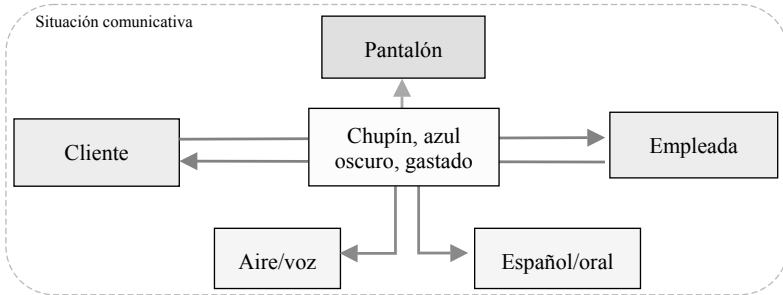 Situación comunicativa
Pantalón
Cliente
Chupín, azul
oscuro, gastado
Empleada
Aire/voz
Español/oral